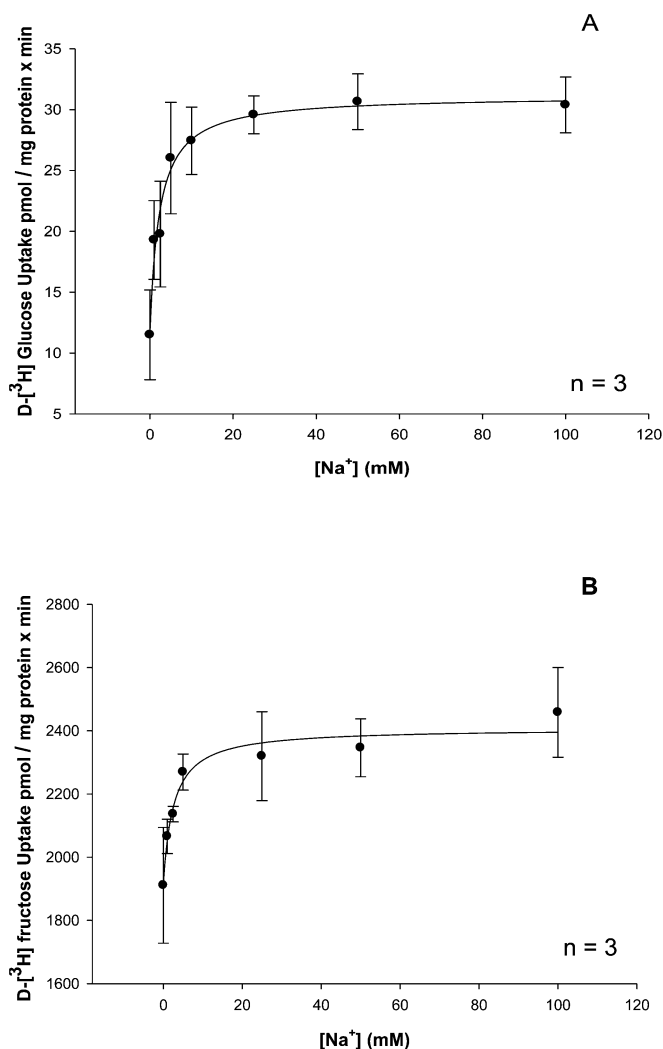 A
35
30
25
20
15
10
5
D-[³H] Glucose Uptake pmol / mg protein x min
n = 3
0 20 40 60 80 100 120
[Na⁺] (mM)
B
2800
2600
2400
2200
2000
1800
1600
D-[³H] fructose Uptake pmol / mg protein x min
n = 3
0 20 40 60 80 100 120
[Na⁺] (mM)